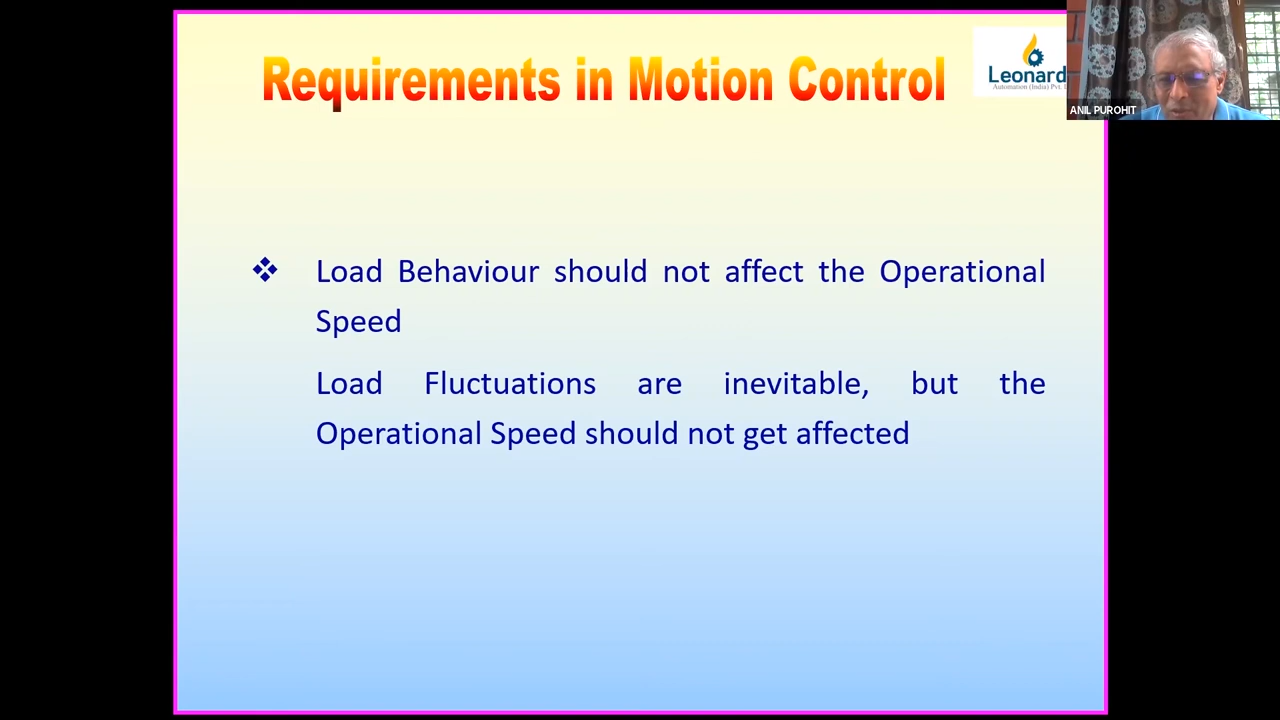 Requirements in Motion Control
Leonard
Automation (India) Pvt. L
ANIL PUROHIT
Load Behaviour should not affect the Operational
Speed
Load Fluctuations are inevitable, but the
Operational Speed should not get affected